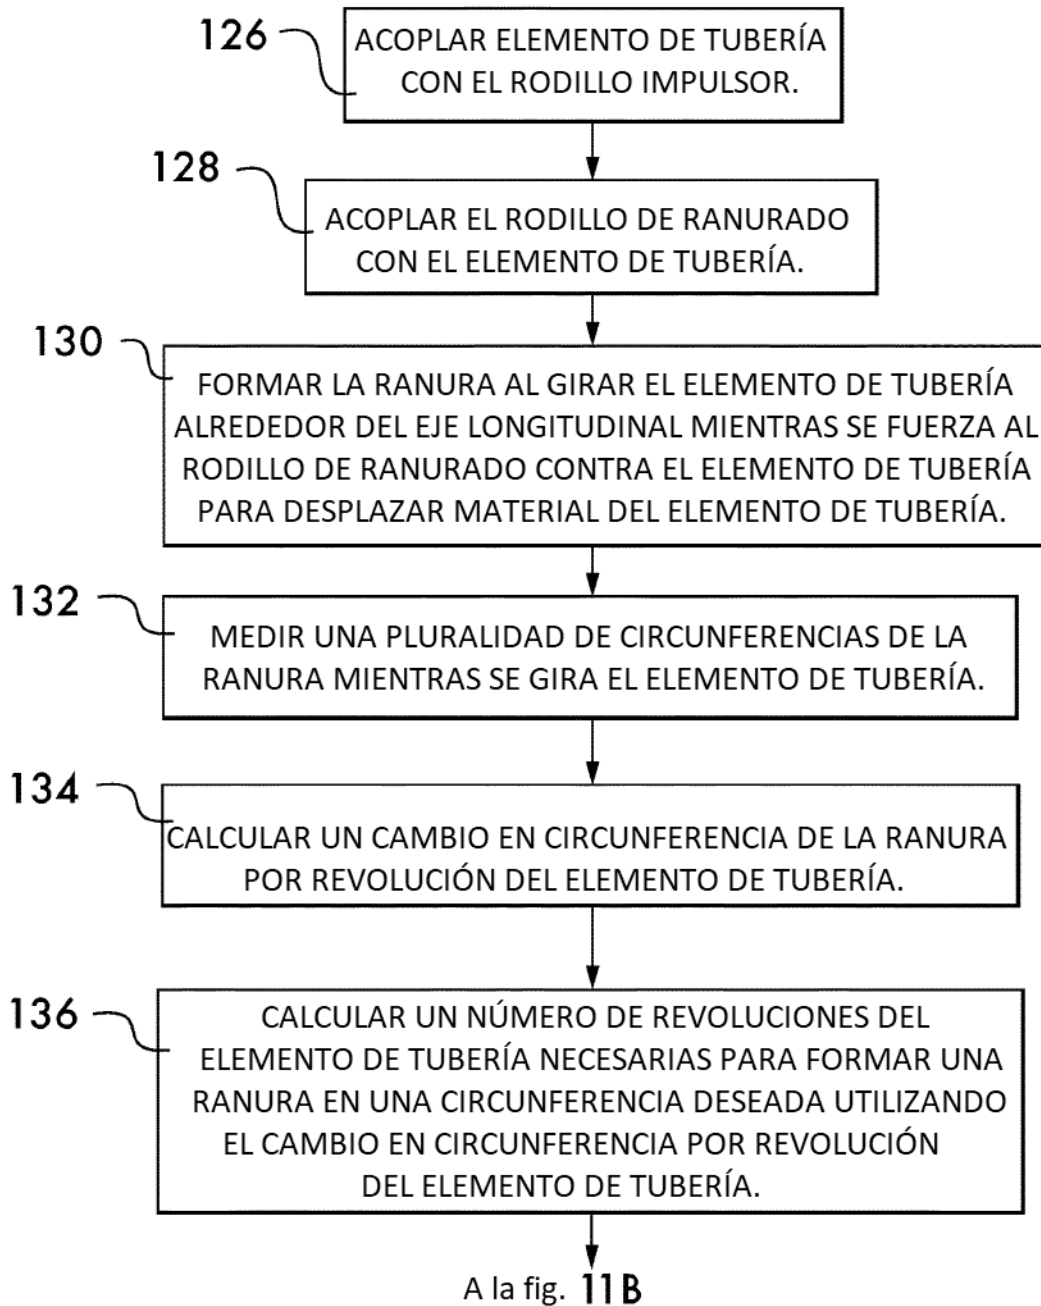 126
ACOPLAR ELEMENTO DE TUBERÍA
CON EL RODILLO IMPULSOR.
128
ACOPLAR EL RODILLO DE RANURADO
CON EL ELEMENTO DE TUBERÍA.
130
FORMAR LA RANURA AL GIRAR EL ELEMENTO DE TUBERÍA
ALREDEDOR DEL EJE LONGITUDINAL MIENTRAS SE FUERZA AL
RODILLO DE RANURADO CONTRA EL ELEMENTO DE TUBERÍA
PARA DESPLAZAR MATERIAL DEL ELEMENTO DE TUBERÍA.
132
MEDIR UNA PLURALIDAD DE CIRCUNFERENCIAS DE LA
RANURA MIENTRAS SE GIRA EL ELEMENTO DE TUBERÍA.
134
CALCULAR UN CAMBIO EN CIRCUNFERENCIA DE LA RANURA
POR REVOLUCIÓN DEL ELEMENTO DE TUBERÍA.
136
CALCULAR UN NÚMERO DE REVOLUCIONES DEL
ELEMENTO DE TUBERÍA NECESARIAS PARA FORMAR UNA
RANURA EN UNA CIRCUNFERENCIA DESEADA UTILIZANDO
EL CAMBIO EN CIRCUNFERENCIA POR REVOLUCIÓN
DEL ELEMENTO DE TUBERÍA.
A la fig. 11B